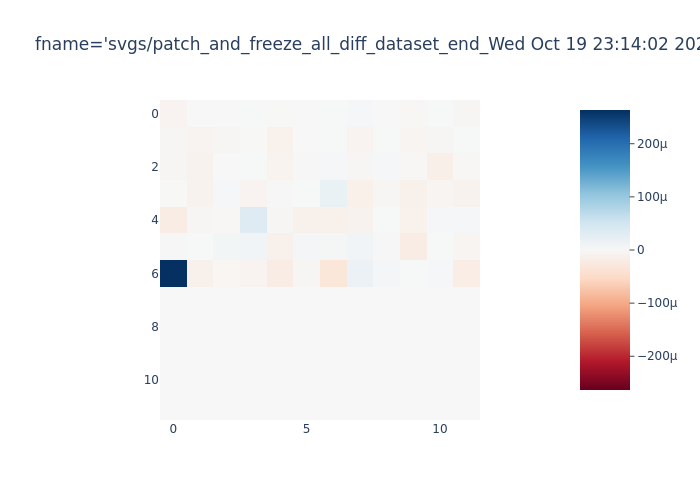 fname='svgs/patch_and_freeze_all_diff_dataset_end_Wed Oct 19 23:14:02 202
0
2
4
6
8
10
0
5
10
200μ
100μ
0
−100μ
−200μ